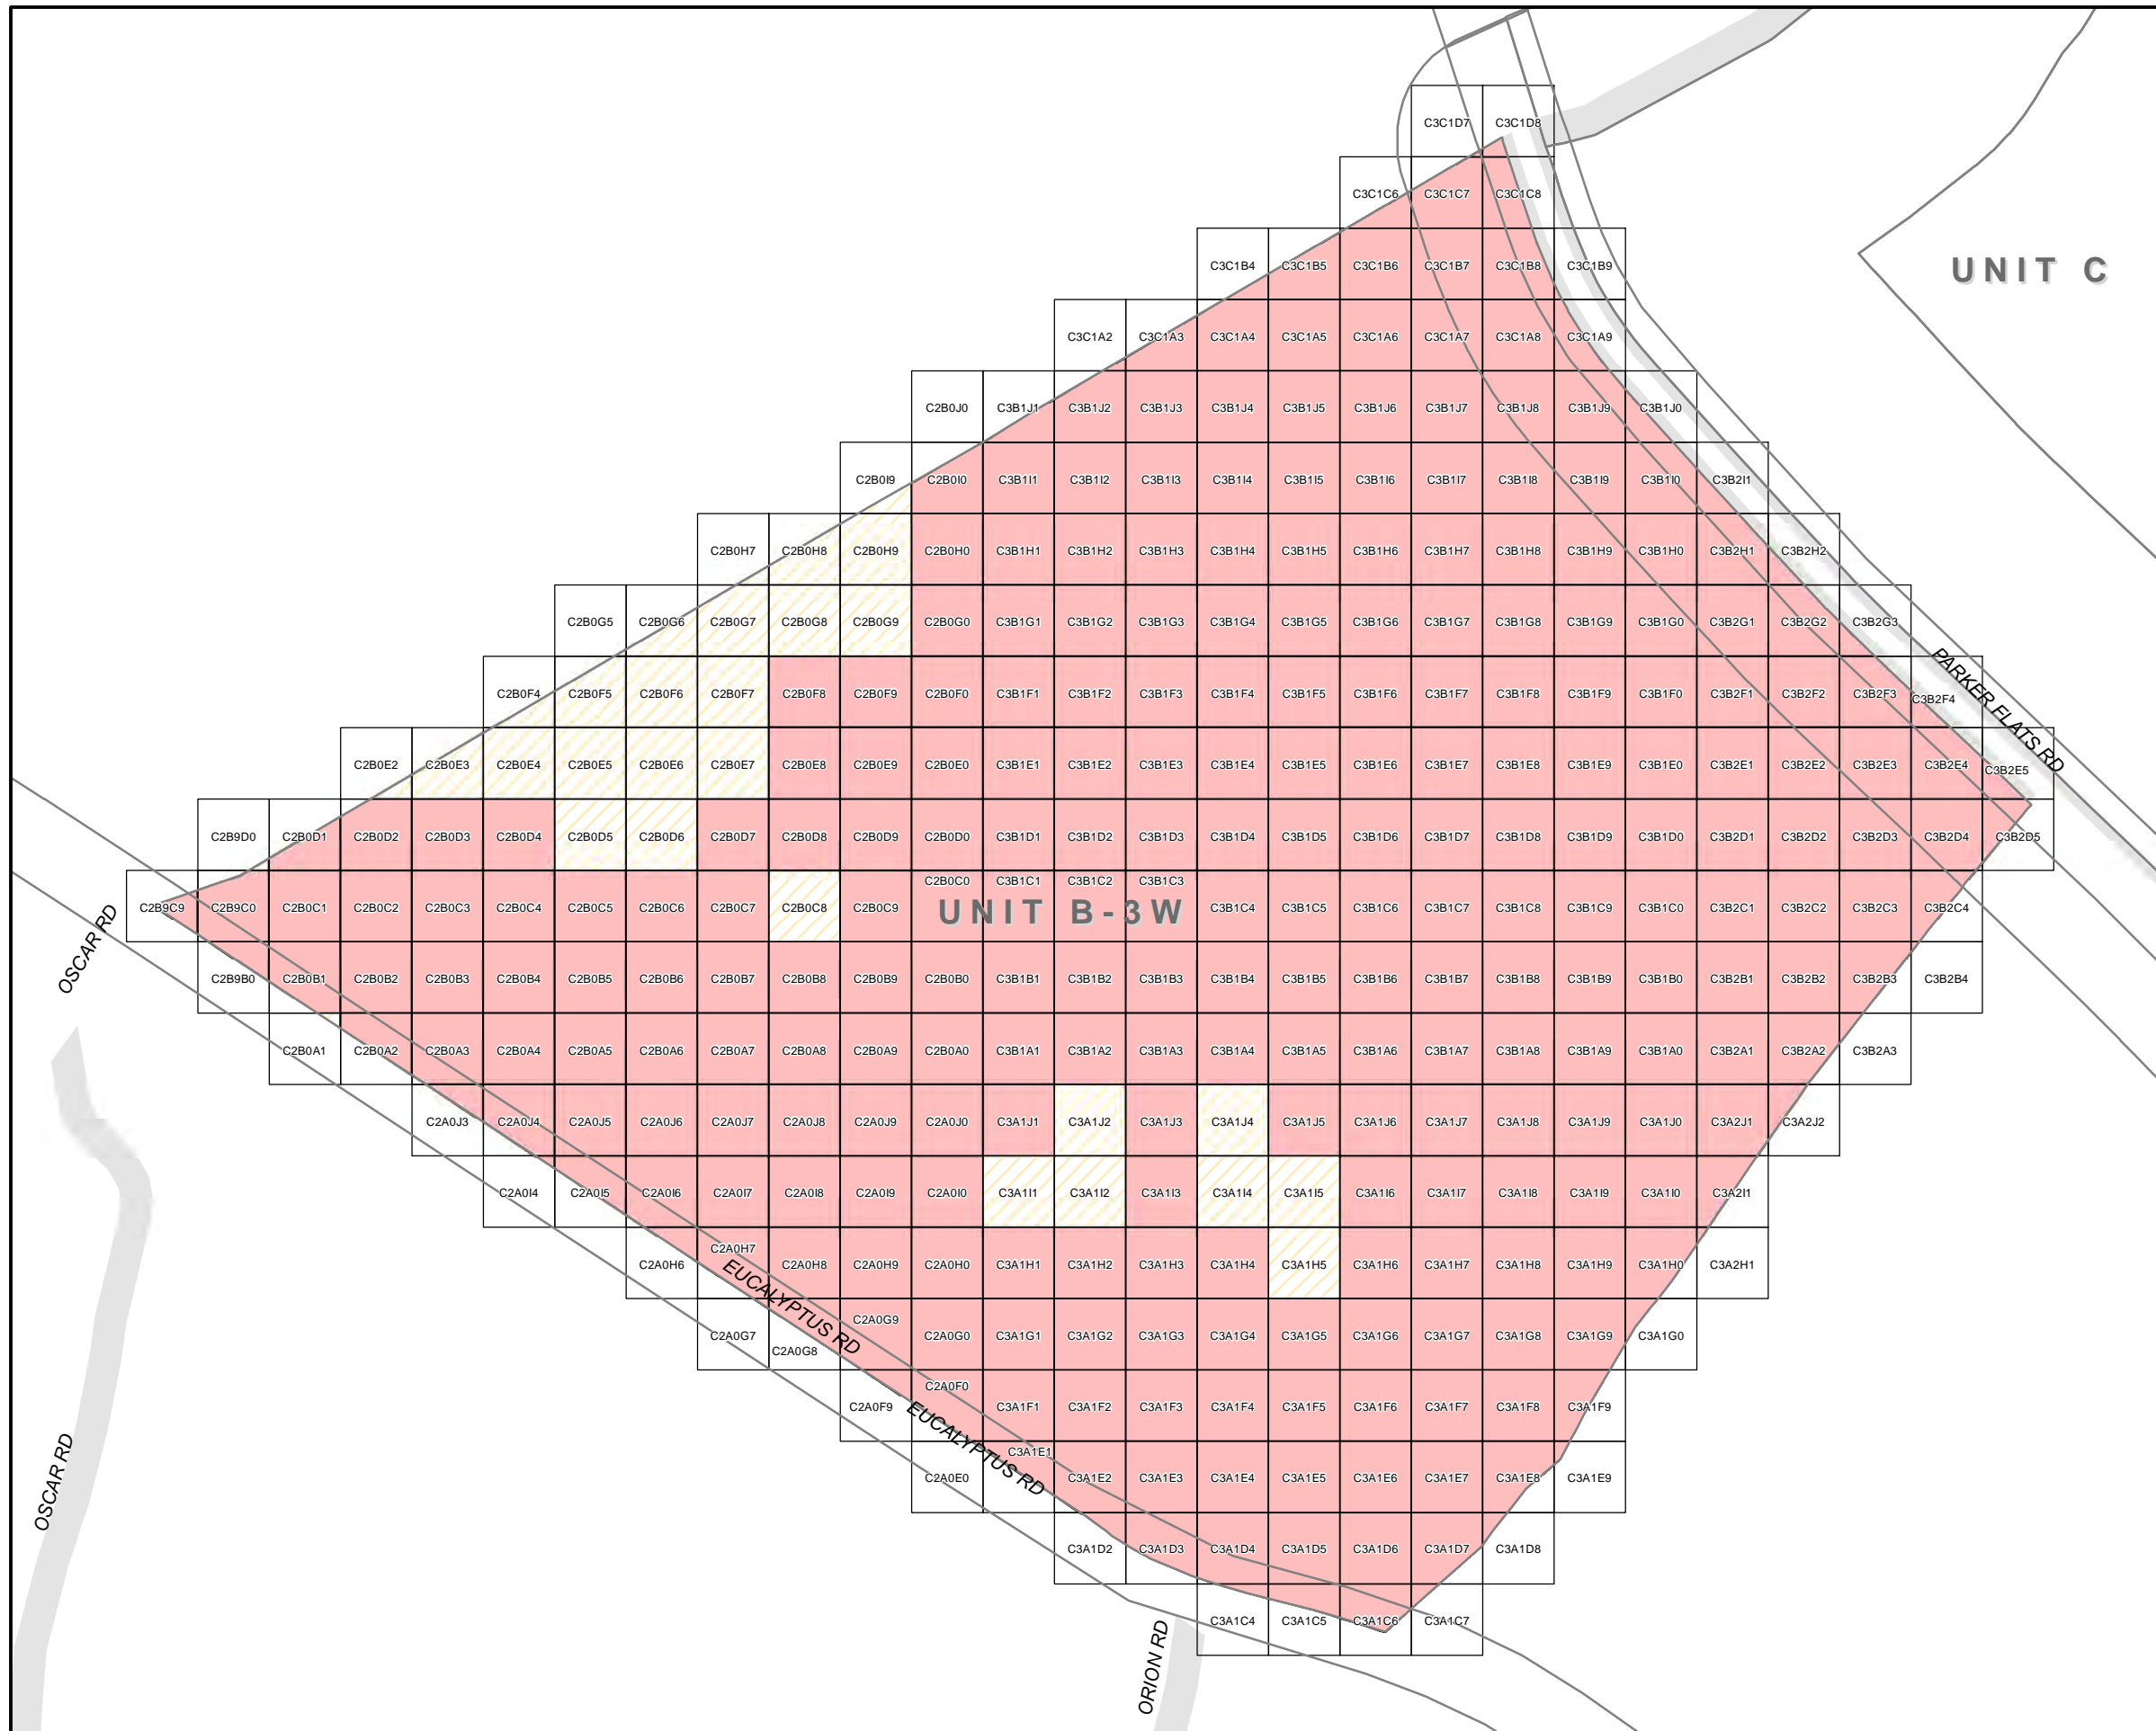 C3C1D7 C3C1D8
C3C1C6 C3C1C7 C3C1C8
C3C1B4 C3C1B5 C3C1B6 C3C1B7 C3C1B8 C3C1B9
UNIT C
C3C1A2 C3C1A3 C3C1A4 C3C1A5 C3C1A6 C3C1A7 C3C1A8 C3C1A9
C2B0J0 C3B1J1 C3B1J2 C3B1J3 C3B1J4 C3B1J5 C3B1J6 C3B1J7 C3B1J8 C3B1J9 C3B1J0
C2B0I9 C2B0I0 C3B1I1 C3B1I2 C3B1I3 C3B1I4 C3B1I5 C3B1I6 C3B1I7 C3B1I8 C3B1I9 C3B1I0 C3B2I1
C2B0H7 C2B0H8 C2B0H9 C2B0H0 C3B1H1 C3B1H2 C3B1H3 C3B1H4 C3B1H5 C3B1H6 C3B1H7 C3B1H8 C3B1H9 C3B1H0 C3B2H1 C3B2H2
C2B0G5 C2B0G6 C2B0G7 C2B0G8 C2B0G9 C2B0G0 C3B1G1 C3B1G2 C3B1G3 C3B1G4 C3B1G5 C3B1G6 C3B1G7 C3B1G8 C3B1G9 C3B1G0 C3B2G1 C3B2G2 C3B2G3
C2B0F4 C2B0F5 C2B0F6 C2B0F7 C2B0F8 C2B0F9 C2B0F0 C3B1F1 C3B1F2 C3B1F3 C3B1F4 C3B1F5 C3B1F6 C3B1F7 C3B1F8 C3B1F9 C3B1F0 C3B2F1 C3B2F2 C3B2F3 C3B2F4
PARKER FLATS RD
C2B0E2 C2B0E3 C2B0E4 C2B0E5 C2B0E6 C2B0E7 C2B0E8 C2B0E9 C2B0E0 C3B1E1 C3B1E2 C3B1E3 C3B1E4 C3B1E5 C3B1E6 C3B1E7 C3B1E8 C3B1E9 C3B1E0 C3B2E1 C3B2E2 C3B2E3 C3B2E4 C3B2E5
C2B9D0 C2B0D1 C2B0D2 C2B0D3 C2B0D4 C2B0D5 C2B0D6 C2B0D7 C2B0D8 C2B0D9 C2B0D0 C3B1D1 C3B1D2 C3B1D3 C3B1D4 C3B1D5 C3B1D6 C3B1D7 C3B1D8 C3B1D9 C3B1D0 C3B2D1 C3B2D2 C3B2D3 C3B2D4 C3B2D5
C2B9C9 C2B9C0 C2B0C1 C2B0C2 C2B0C3 C2B0C4 C2B0C5 C2B0C6 C2B0C7 C2B0C8 C2B0C9 C2B0C0 C3B1C1 C3B1C2 C3B1C3 C3B1C4 C3B1C5 C3B1C6 C3B1C7 C3B1C8 C3B1C9 C3B1C0 C3B2C1 C3B2C2 C3B2C3 C3B2C4
UNIT B-3W
OSCAR RD
C2B9B0 C2B0B1 C2B0B2 C2B0B3 C2B0B4 C2B0B5 C2B0B6 C2B0B7 C2B0B8 C2B0B9 C2B0B0 C3B1B1 C3B1B2 C3B1B3 C3B1B4 C3B1B5 C3B1B6 C3B1B7 C3B1B8 C3B1B9 C3B1B0 C3B2B1 C3B2B2 C3B2B3 C3B2B4
C2B0A1 C2B0A2 C2B0A3 C2B0A4 C2B0A5 C2B0A6 C2B0A7 C2B0A8 C2B0A9 C2B0A0 C3B1A1 C3B1A2 C3B1A3 C3B1A4 C3B1A5 C3B1A6 C3B1A7 C3B1A8 C3B1A9 C3B1A0 C3B2A1 C3B2A2 C3B2A3
C2A0J3 C2A0J4 C2A0J5 C2A0J6 C2A0J7 C2A0J8 C2A0J9 C2A0J0 C3A1J1 C3A1J2 C3A1J3 C3A1J4 C3A1J5 C3A1J6 C3A1J7 C3A1J8 C3A1J9 C3A1J0 C3A2J1 C3A2J2
C2A0I4 C2A0I5 C2A0I6 C2A0I7 C2A0I8 C2A0I9 C2A0I0 C3A1I1 C3A1I2 C3A1I3 C3A1I4 C3A1I5 C3A1I6 C3A1I7 C3A1I8 C3A1I9 C3A1I0 C3A2I1
C2A0H6 C2A0H7 C2A0H8 C2A0H9 C2A0H0 C3A1H1 C3A1H2 C3A1H3 C3A1H4 C3A1H5 C3A1H6 C3A1H7 C3A1H8 C3A1H9 C3A1H0 C3A2H1
EUCALYPTUS RD
C2A0G7 C2A0G8 C2A0G9 C2A0G0 C3A1G1 C3A1G2 C3A1G3 C3A1G4 C3A1G5 C3A1G6 C3A1G7 C3A1G8 C3A1G9 C3A1G0
C2A0F9 C2A0F0 C3A1F1 C3A1F2 C3A1F3 C3A1F4 C3A1F5 C3A1F6 C3A1F7 C3A1F8 C3A1F9
EUCALYPTUS RD
C2A0E0 C3A1E1 C3A1E2 C3A1E3 C3A1E4 C3A1E5 C3A1E6 C3A1E7 C3A1E8 C3A1E9
OSCAR RD
C3A1D2 C3A1D3 C3A1D4 C3A1D5 C3A1D6 C3A1D7 C3A1D8
C3A1C4 C3A1C5 C3A1C6 C3A1C7
ORION RD